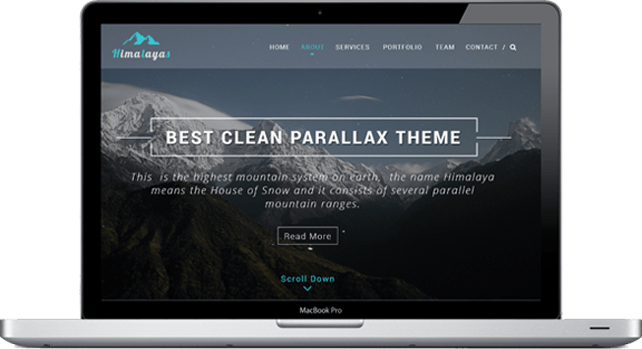 Himalayas
HOME ABOUT SERVICES PORTFOLIO TEAM CONTACT /
BEST CLEAN PARALLAX THEME
This is the highest mountain system on earth, the name Himalaya
means the House of Snow and it consists of several parallel
mountain ranges.
Read More
Scroll Down
MacBook Pro